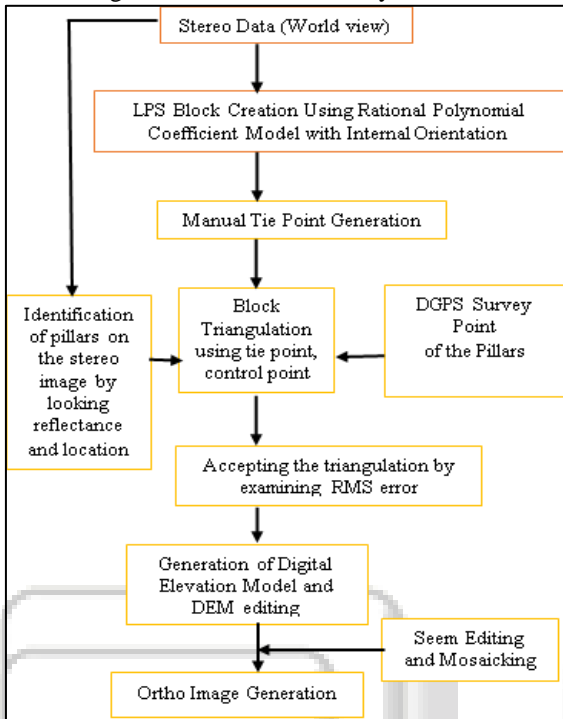 Stereo Data (World view)
LPS Block Creation Using Rational Polynomial
Coefficient Model with Internal Orientation
Manual Tie Point Generation
Identification
of pillars on
the stereo
image by
looking
reflectance
and location
Block
Triangulation
using tie point,
control point
DGPS Survey
Point
of the Pillars
Accepting the triangulation by
examining RMS error
Generation of Digital
Elevation Model and
DEM editing
Seem Editing
and Mosaicking
Ortho Image Generation